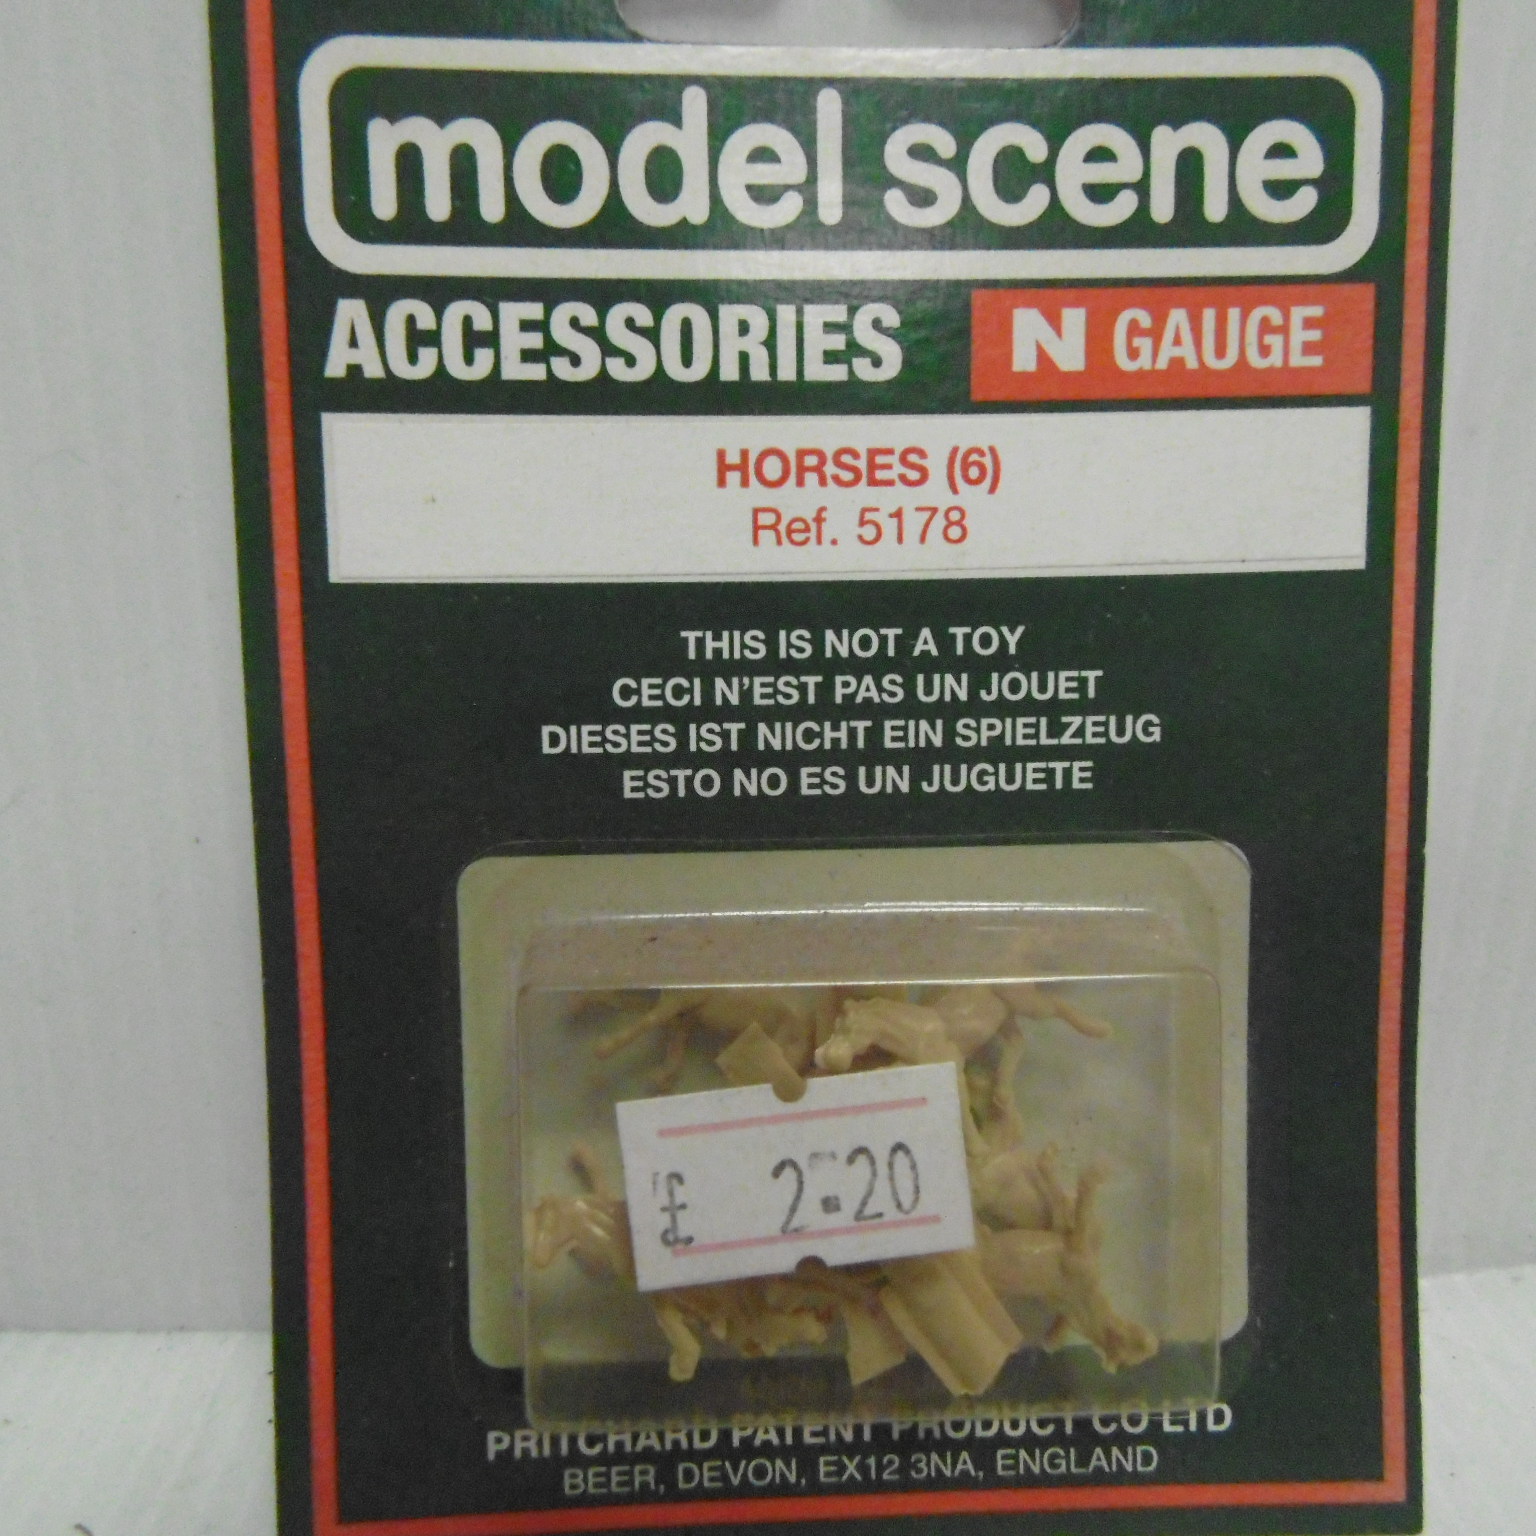 model scene
ACCESSORIES
N GAUGE
HORSES (6)
Ref. 5178
THIS IS NOT A TOY
CECI N'EST PAS UN JOUET
DIESES IST NICHT EIN SPIELZEUG
ESTO NO ES UN JUGUETE
£ 2.20
PRITCHARD PATENT PRODUCT CO LTD
BEER, DEVON, EX12 3NA, ENGLAND